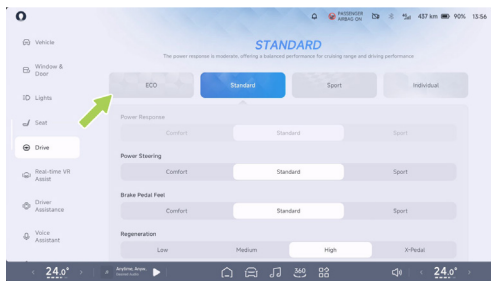 PASSENGER
AIRBAG ON
437 km
90%
13:56
Vehicle
Window &
Door
Lights
Seat
Drive
Real-time VR
Assist
Driver
Assistance
Voice
Assistant
STANDARD
The power response is moderate, offering a balanced performance for cruising range and driving performance.
ECO
Standard
Sport
Individual
Power Response
Comfort
Standard
Sport
Power Steering
Comfort
Standard
Sport
Brake Pedal Feel
Comfort
Standard
Sport
Regeneration
Low
Medium
High
X-Pedal
24.0°
Anytime, Anyw.
360
24.0°